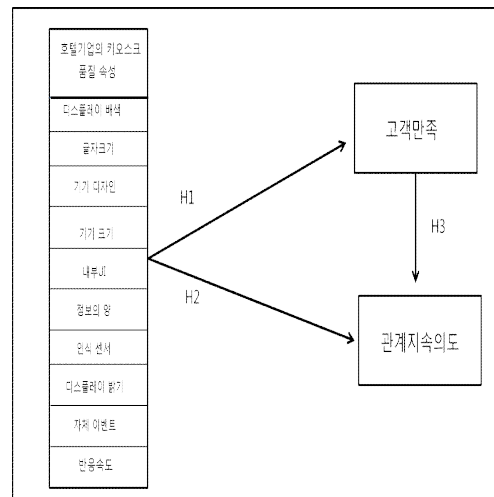 호텔기업의 키오스크
품질 속성
디스플레이 배색
글자크기
기기 디자인
기기 크기
내부UI
정보의 양
인식 센서
디스플레이 밝기
자체 이벤트
반응속도
H1
H2
고객만족
H3
관계지속의도